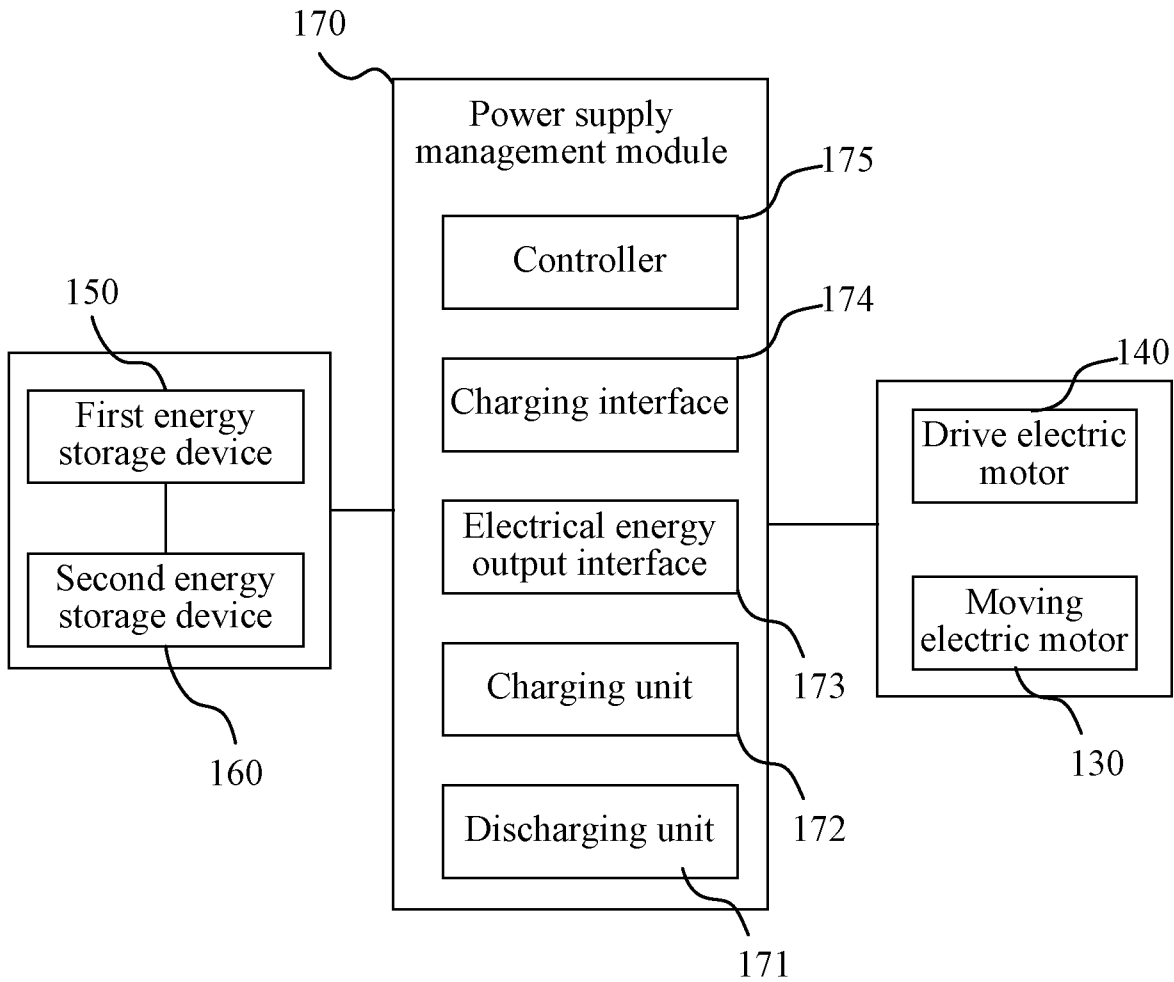 170
Power supply
management module
175
Controller
150
174
Charging interface
140
First energy
storage device
Drive electric
motor
Electrical energy
output interface
Second energy
storage device
Moving
electric motor
173
Charging unit
160
130
172
Discharging unit
171